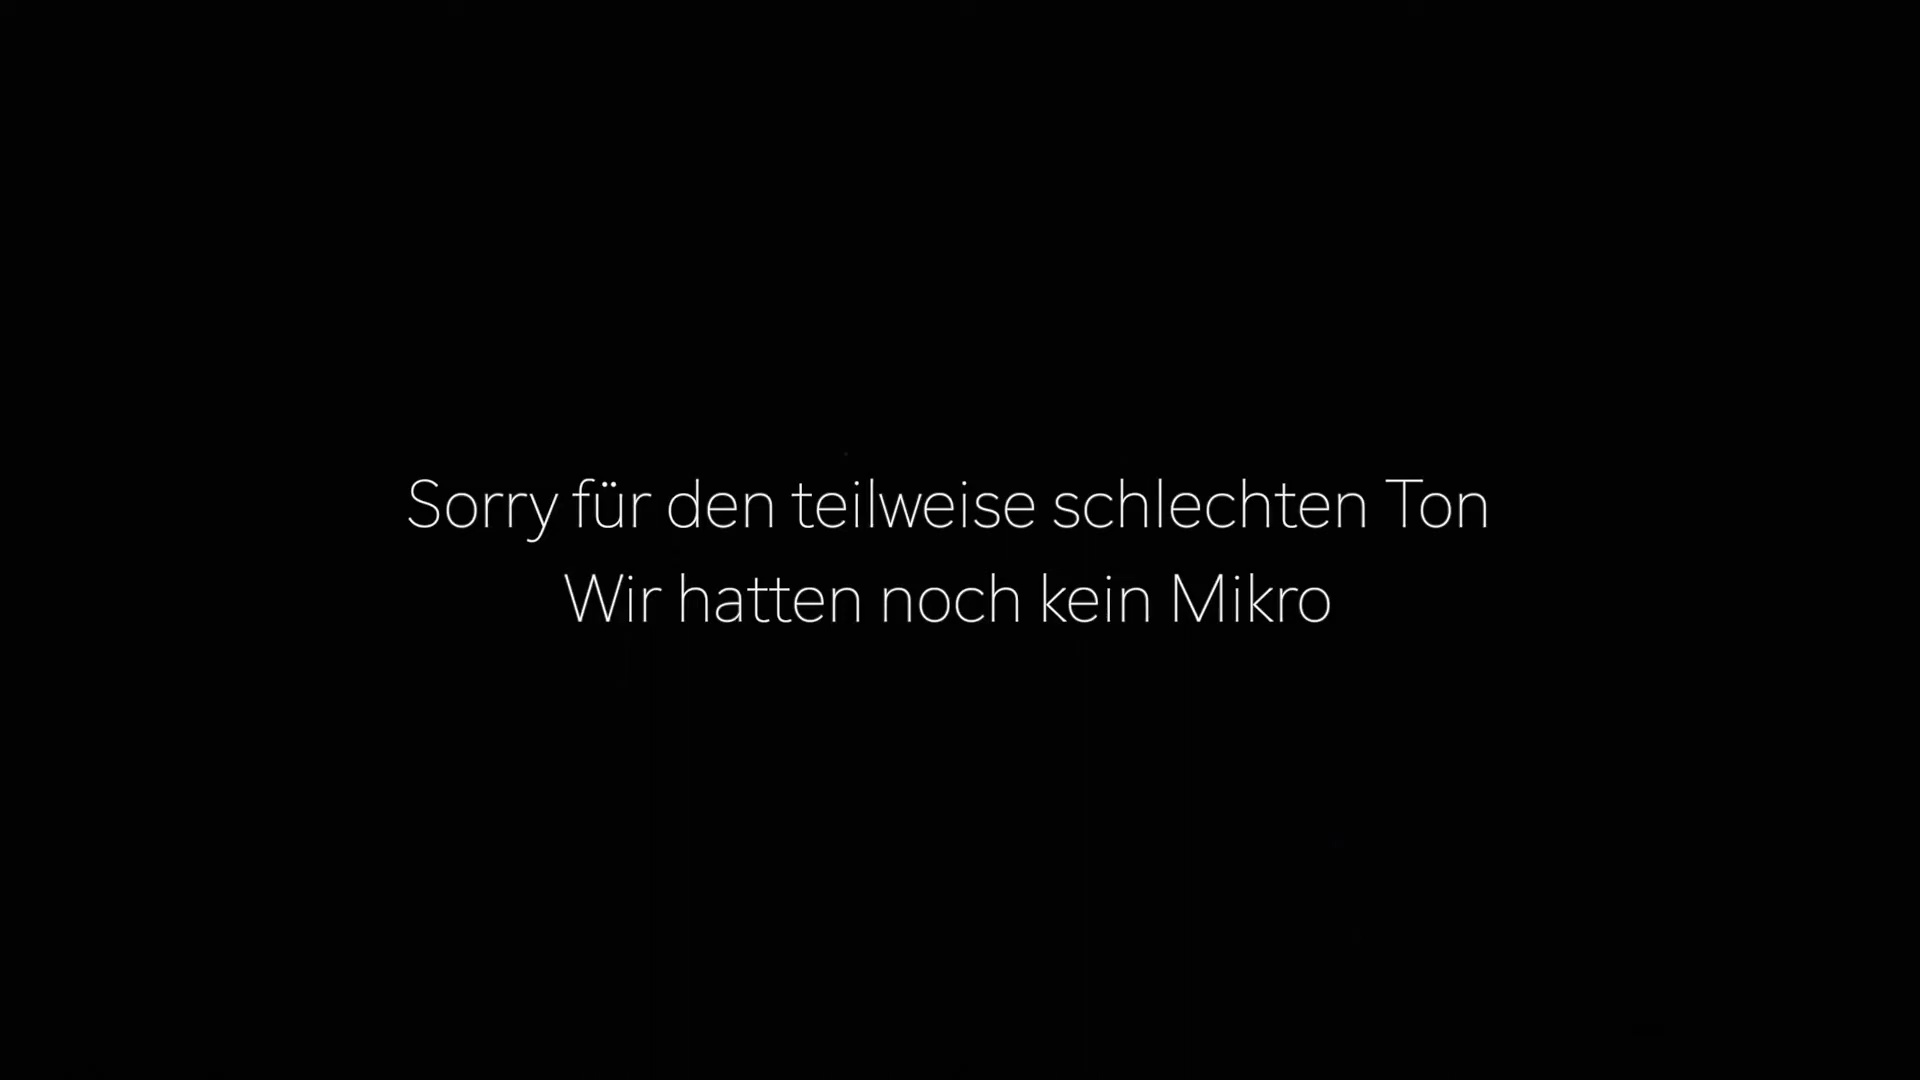 Sorry für den teilweise schlechten Ton
Wir hatten noch kein Mikro